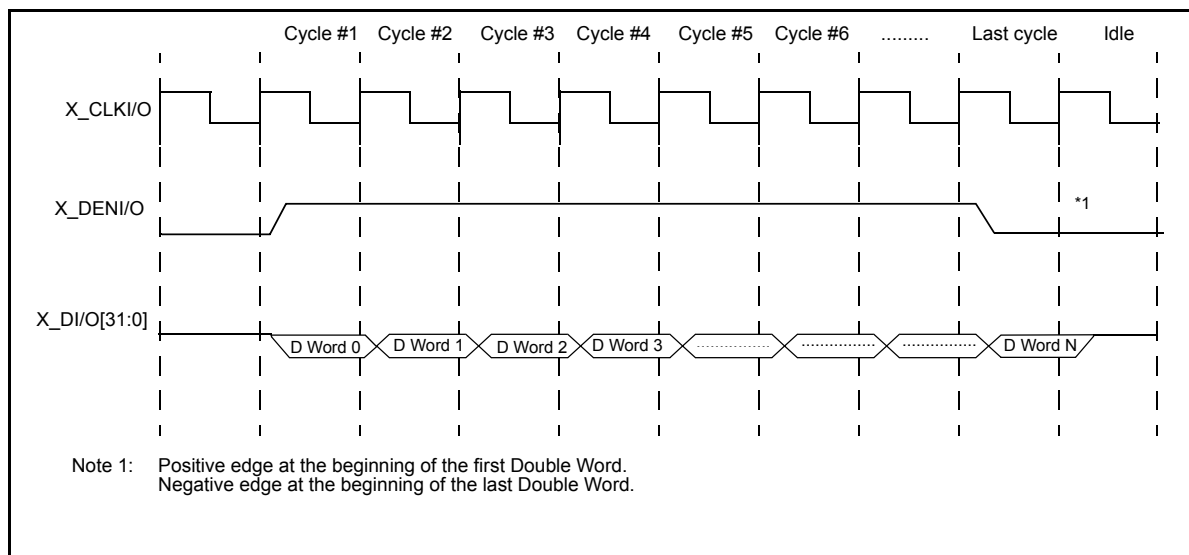 Cycle #1 Cycle #2 Cycle #3 Cycle #4 Cycle #5 Cycle #6 ......... Last cycle Idle
X_CLKI/O
X_DENI/O *1
X_DI/O[31:0]
D Word 0 D Word 1 D Word 2 D Word 3 D Word N
Note 1: Positive edge at the beginning of the first Double Word.
Negative edge at the beginning of the last Double Word.